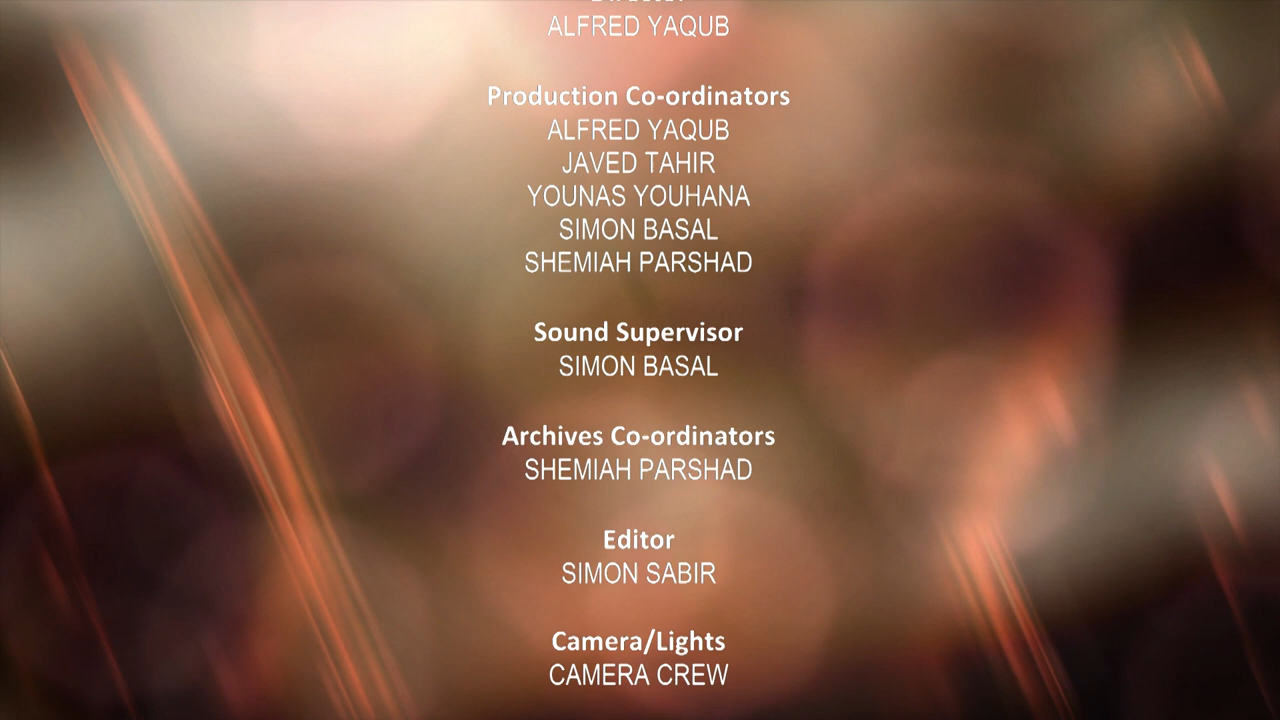 ALFRED YAQUB
Production Co-ordinators
ALFRED YAQUB
JAVED TAHIR
YOUNAS YOUHANA
SIMON BASAL
SHEMIAH PARSHAD
Sound Supervisor
SIMON BASAL
Archives Co-ordinators
SHEMIAH PARSHAD
Editor
SIMON SABIR
Camera/Lights
CAMERA CREW